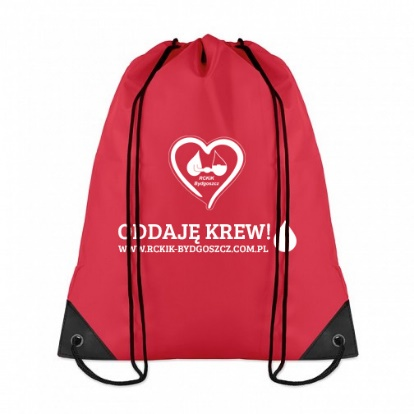 RCKiK
Bydgoszcz
ODDAJĘ KREW!
WWW.RCKIK-BYDGOSZCZ.COM.PL